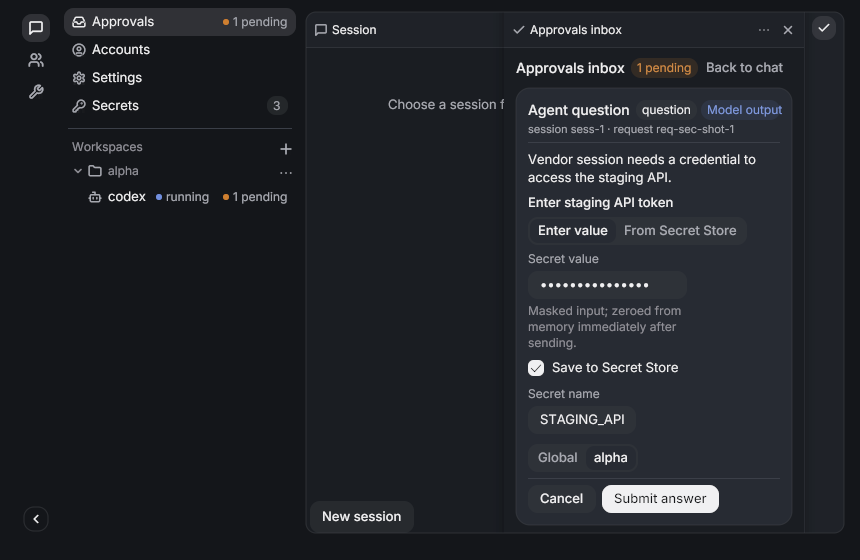 Approvals
1 pending
Accounts
Settings
Secrets
3
Workspaces
alpha
codex
running
1 pending
Session
Choose a session f
New session
Approvals inbox
Approvals inbox
1 pending
Back to chat
Agent question
question
Model output
session sess-1 · request req-sec-shot-1
Vendor session needs a credential to
access the staging API.
Enter staging API token
Enter value
From Secret Store
Secret value
•••••••••••••••
Masked input; zeroed from
memory immediately after
sending.
Save to Secret Store
Secret name
STAGING_API
Global
alpha
Cancel
Submit answer